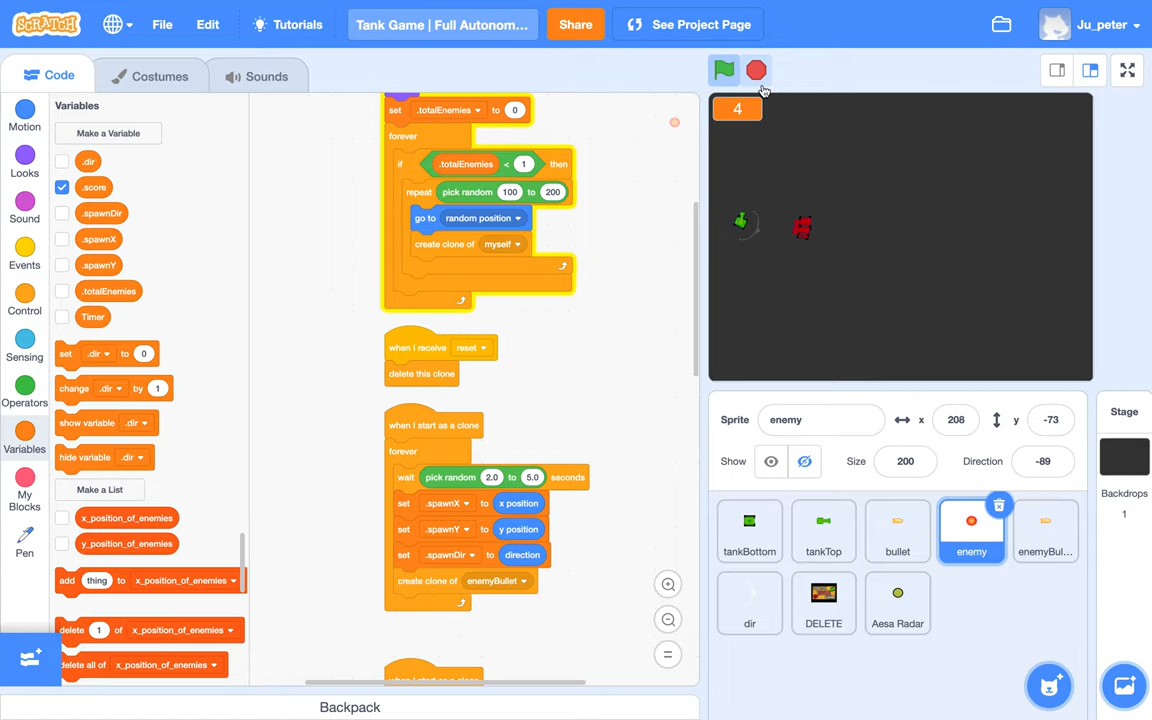 SCRATCH
File
Edit
Tutorials
Tank Game | Full Autonom...
Share
See Project Page
Ju_peter
Code
Costumes
Sounds
Motion
Looks
Sound
Events
Control
Sensing
Operators
Variables
My
Blocks
Pen
Variables
Make a Variable
.dir
.score
.spawnDir
.spawnX
.spawnY
.totalEnemies
Timer
set .dir to 0
change .dir by 1
show variable .dir
hide variable .dir
Make a List
x_position_of_enemies
y_position_of_enemies
add thing to x_position_of_enemies
delete 1 of x_position_of_enemies
delete all of x_position_of_enemies
set .totalEnemies to 0
forever
if .totalEnemies < 1 then
repeat pick random 100 to 200
go to random position
create clone of myself
when I receive reset
delete this clone
when I start as a clone
forever
wait pick random 2.0 to 5.0 seconds
set .spawnX to x position
set .spawnY to y position
set .spawnDir to direction
create clone of enemyBullet
when I start as a clone
Backpack
4
Sprite enemy x 208 y -73
Show Size 200 Direction -89
tankBottom
tankTop
bullet
enemy
enemyBul...
dir
DELETE
Aesa Radar
Stage
Backdrops
1